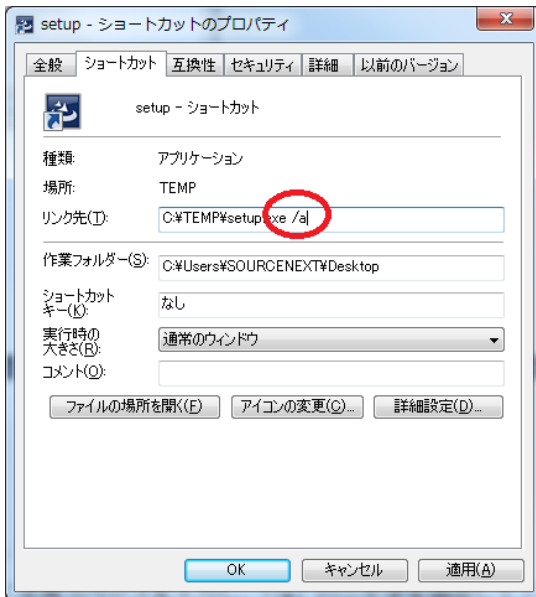 setup - ショートカットのプロパティ
全般 ショートカット 互換性 セキュリティ 詳細 以前のバージョン
setup - ショートカット
種類: アプリケーション
場所: TEMP
リンク先(T): C:¥TEMP¥setup.exe /a
作業フォルダー(S): C:¥Users¥SOURCENEXT¥Desktop
ショートカット
キー(K): なし
実行時の
大きさ(R): 通常のウィンドウ
コメント(O):
ファイルの場所を開く(F) アイコンの変更(C)... 詳細設定(D)...
OK キャンセル 適用(A)